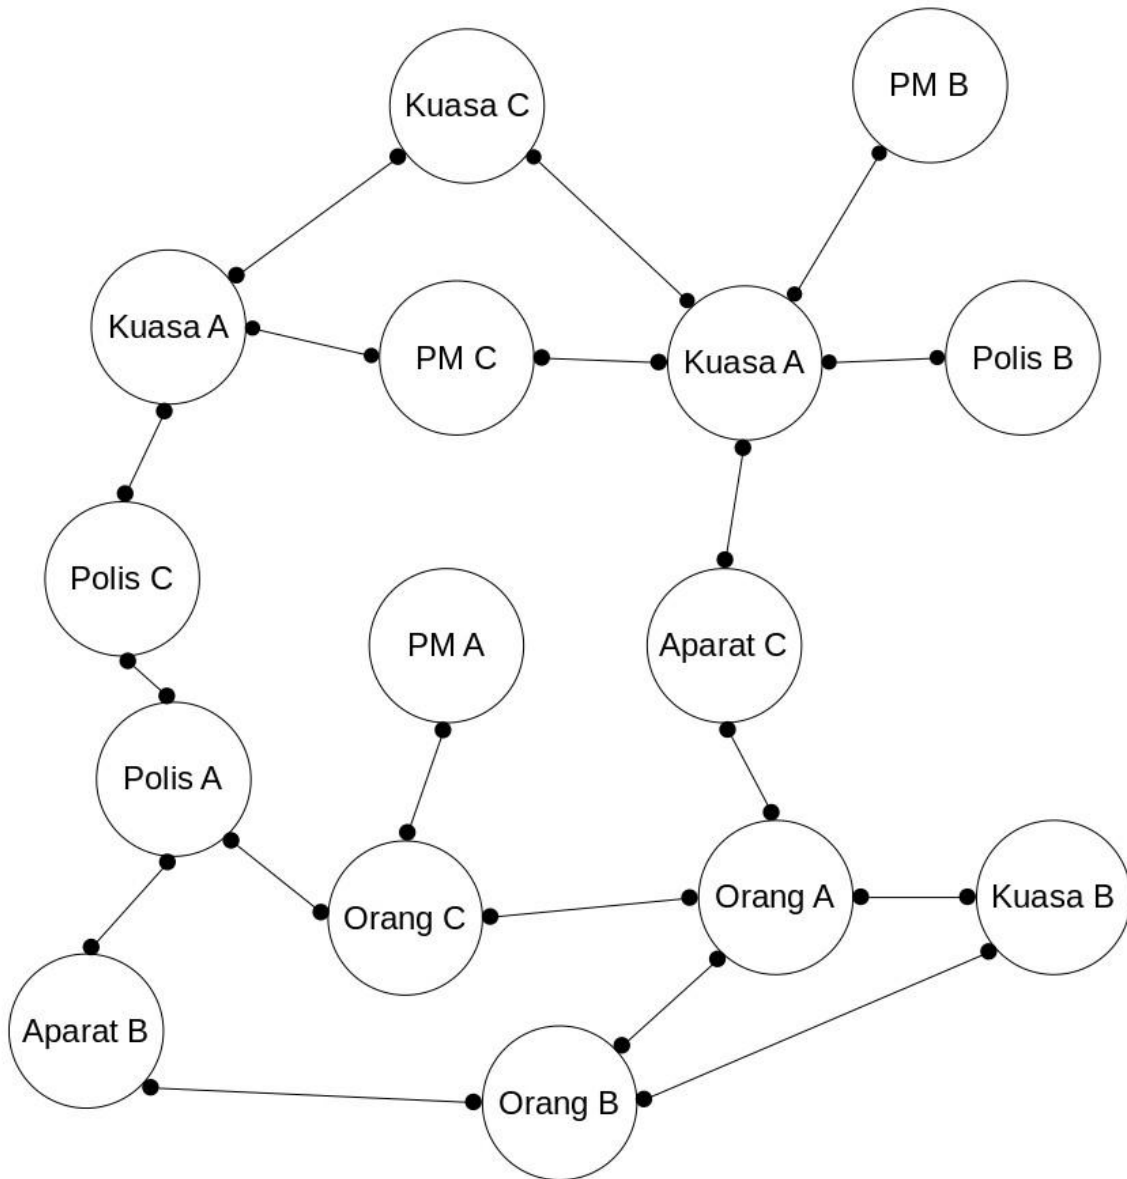 PM B
Kuasa C
Kuasa A
PM C
Kuasa A
Polis B
Polis C
PM A
Aparat C
Polis A
Orang C
Orang A
Kuasa B
Aparat B
Orang B